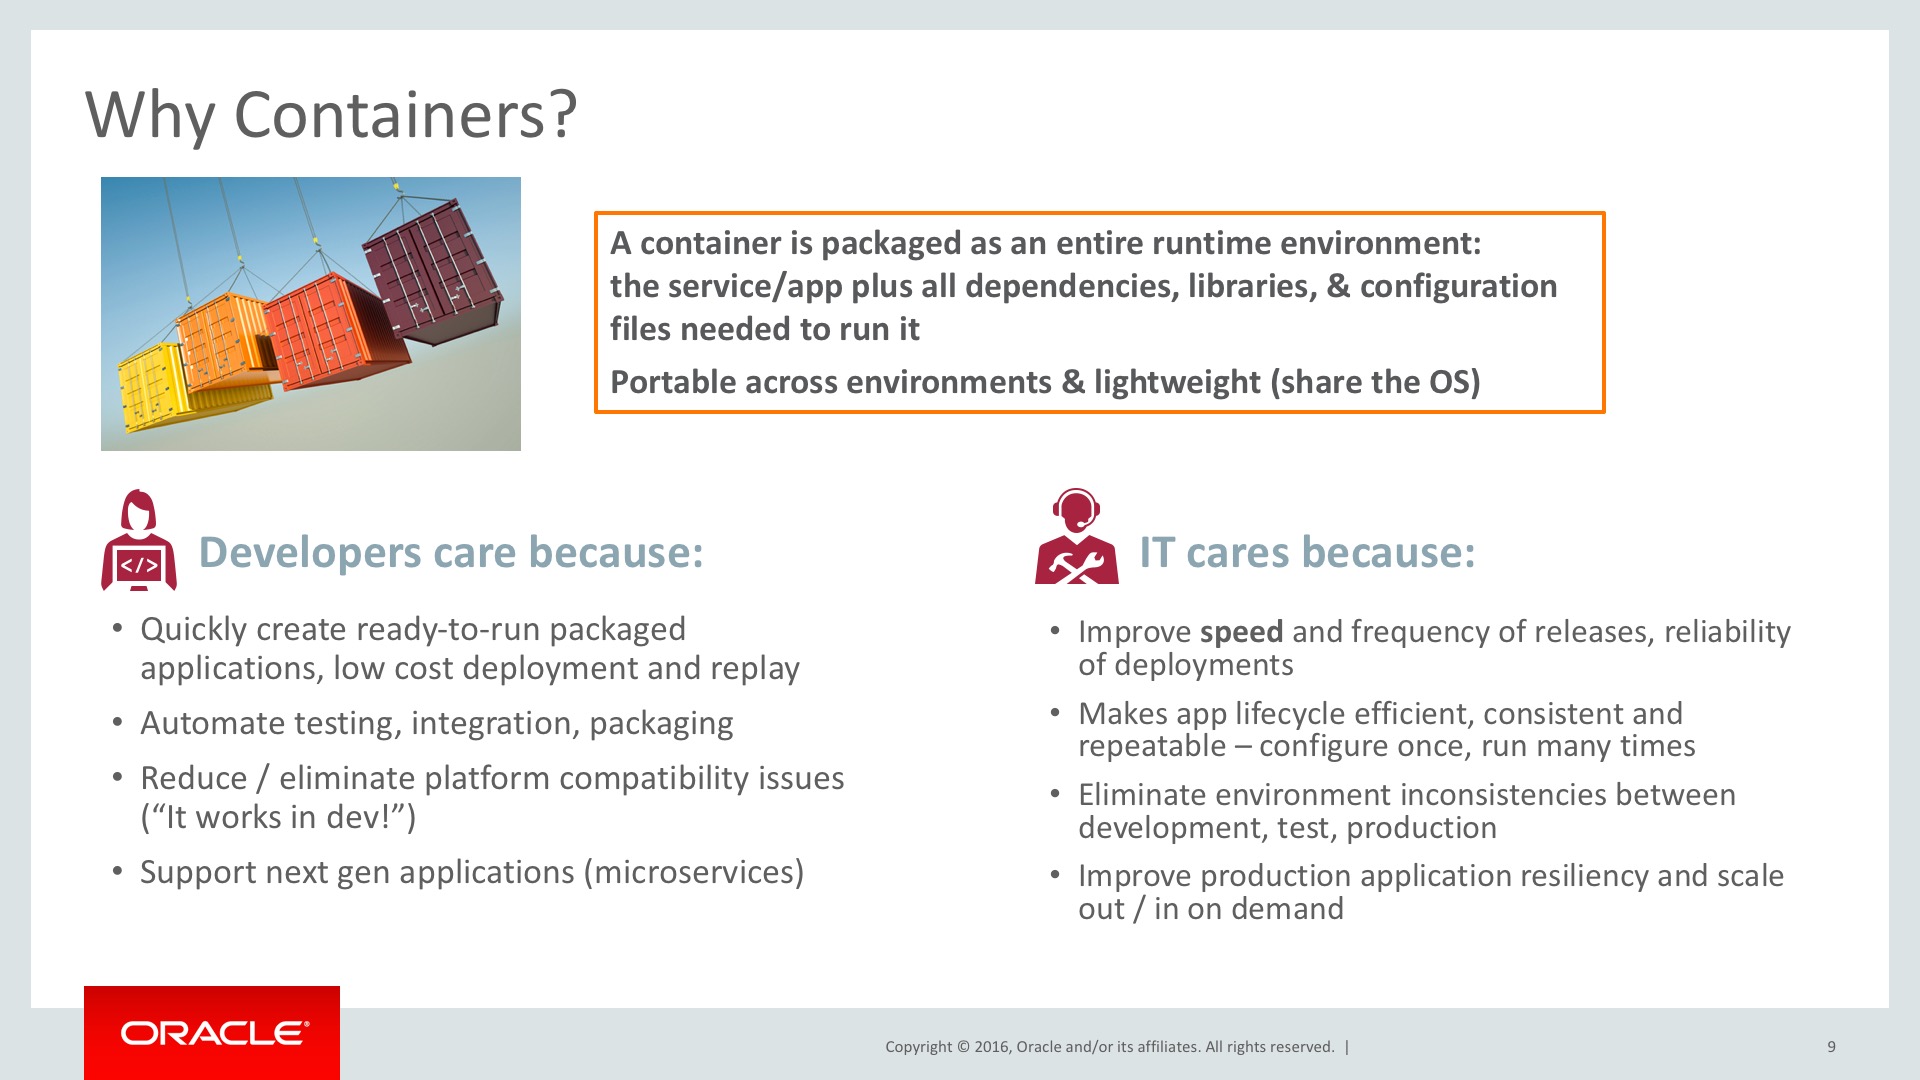 Why Containers?
A container is packaged as an entire runtime environment:
the service/app plus all dependencies, libraries, & configuration
files needed to run it
Portable across environments & lightweight (share the OS)
</>
Developers care because:
• Quickly create ready-to-run packaged
applications, low cost deployment and replay
• Automate testing, integration, packaging
• Reduce / eliminate platform compatibility issues
(“It works in dev!”)
• Support next gen applications (microservices)
IT cares because:
• Improve speed and frequency of releases, reliability
of deployments
• Makes app lifecycle efficient, consistent and
repeatable – configure once, run many times
• Eliminate environment inconsistencies between
development, test, production
• Improve production application resiliency and scale
out / in on demand
ORACLE®
Copyright © 2016, Oracle and/or its affiliates. All rights reserved. |
9